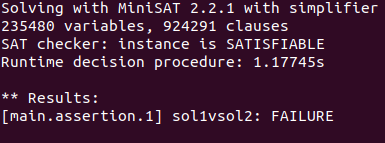 Solving with MiniSAT 2.2.1 with simplifier
235480 variables, 924291 clauses
SAT checker: instance is SATISFIABLE
Runtime decision procedure: 1.17745s
** Results:
[main.assertion.1] sol1vsol2: FAILURE